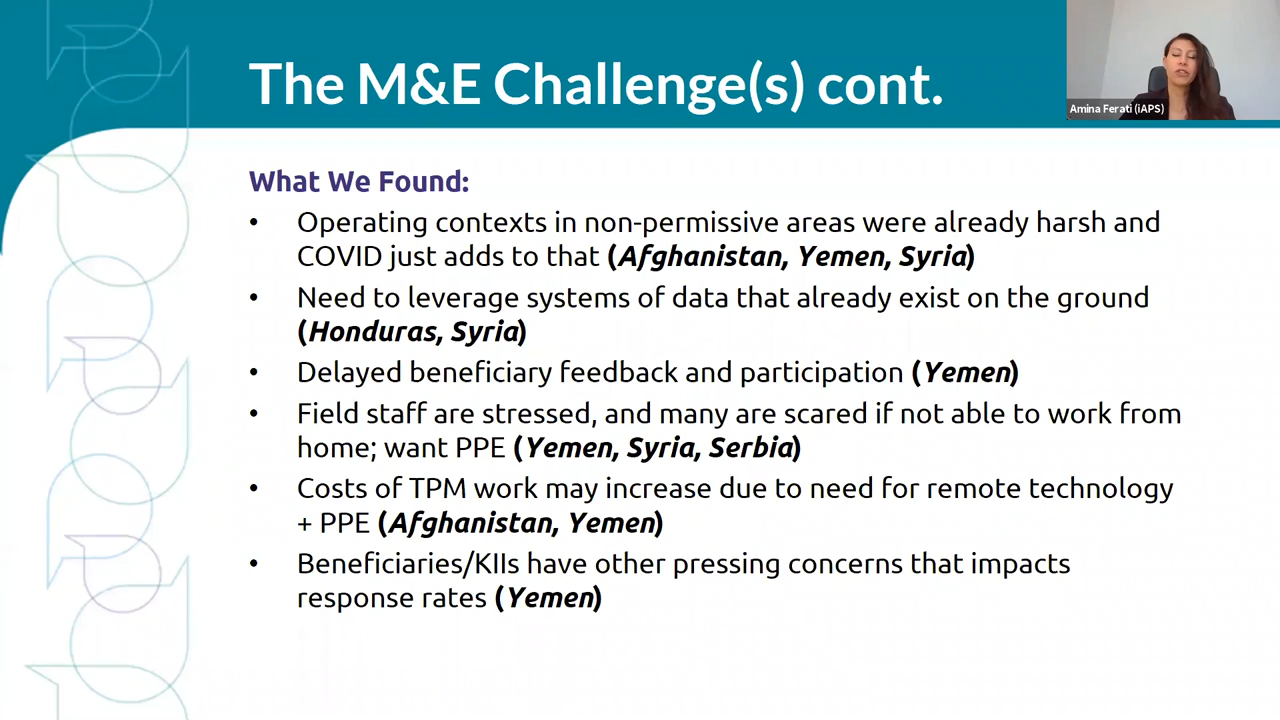 The M&E Challenge(s) cont.
Amina Ferati (iAPS)
What We Found:
• Operating contexts in non-permissive areas were already harsh and
COVID just adds to that (Afghanistan, Yemen, Syria)
• Need to leverage systems of data that already exist on the ground
(Honduras, Syria)
• Delayed beneficiary feedback and participation (Yemen)
• Field staff are stressed, and many are scared if not able to work from
home; want PPE (Yemen, Syria, Serbia)
• Costs of TPM work may increase due to need for remote technology
+ PPE (Afghanistan, Yemen)
• Beneficiaries/KIIs have other pressing concerns that impacts
response rates (Yemen)